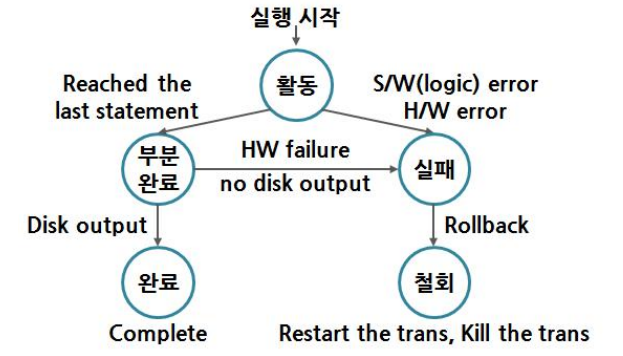 실행 시작
활동
Reached the
last statement
S/W(logic) error
H/W error
부분
완료
HW failure
no disk output
실패
Disk output
Rollback
완료
철회
Complete
Restart the trans, Kill the trans